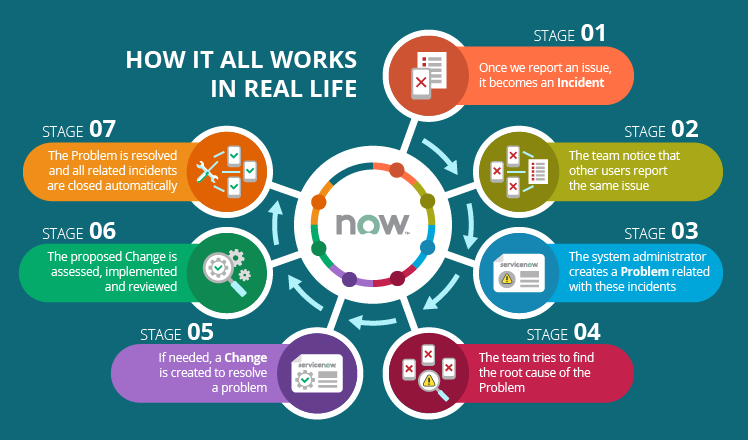 HOW IT ALL WORKS
IN REAL LIFE
STAGE 01
Once we report an issue,
it becomes an Incident
STAGE 02
The team notice that
other users report
the same issue
STAGE 03
The system administrator
creates a Problem related
with these incidents
servicenow
STAGE 04
The team tries to find
the root cause of the
Problem
STAGE 05
If needed, a Change
is created to resolve
a problem
servicenow
STAGE 06
The proposed Change is
assessed, implemented
and reviewed
STAGE 07
The Problem is resolved
and all related incidents
are closed automatically
now